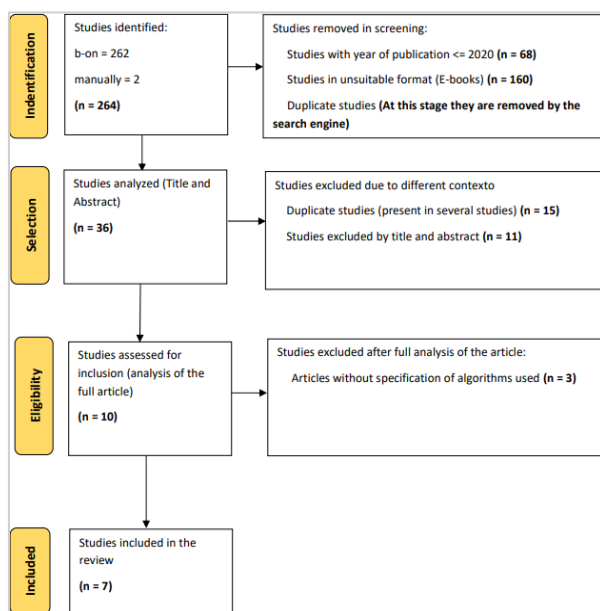 Indentification
Studies identified:
b-on = 262
manually = 2
(n = 264)
Studies removed in screening:
Studies with year of publication <= 2020 (n = 68)
Studies in unsuitable format (E-books) (n = 160)
Duplicate studies (At this stage they are removed by the
search engine)
Selection
Studies analyzed (Title and
Abstract)
(n = 36)
Studies excluded due to different contexto
Duplicate studies (present in several studies) (n = 15)
Studies excluded by title and abstract (n = 11)
Eligibility
Studies assessed for
inclusion (analysis of the
full article)
(n = 10)
Studies excluded after full analysis of the article:
Articles without specification of algorithms used (n = 3)
Included
Studies included in the
review
(n = 7)